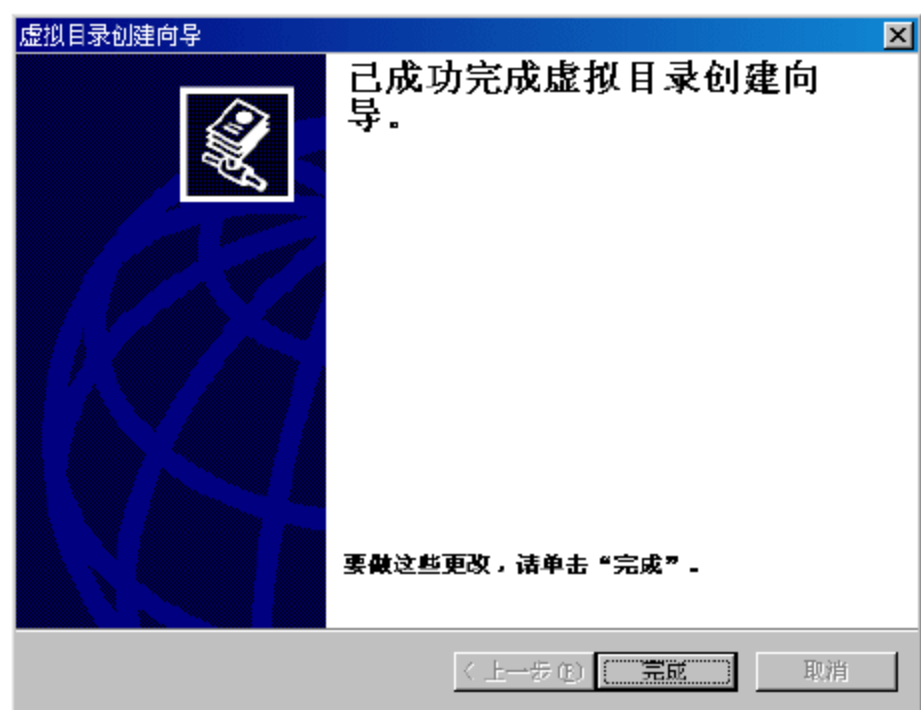 虚拟目录创建向导
已成功完成虚拟目录创建向
导。
要做这些更改，请单击“完成”。
< 上一步(B)
完成
取消